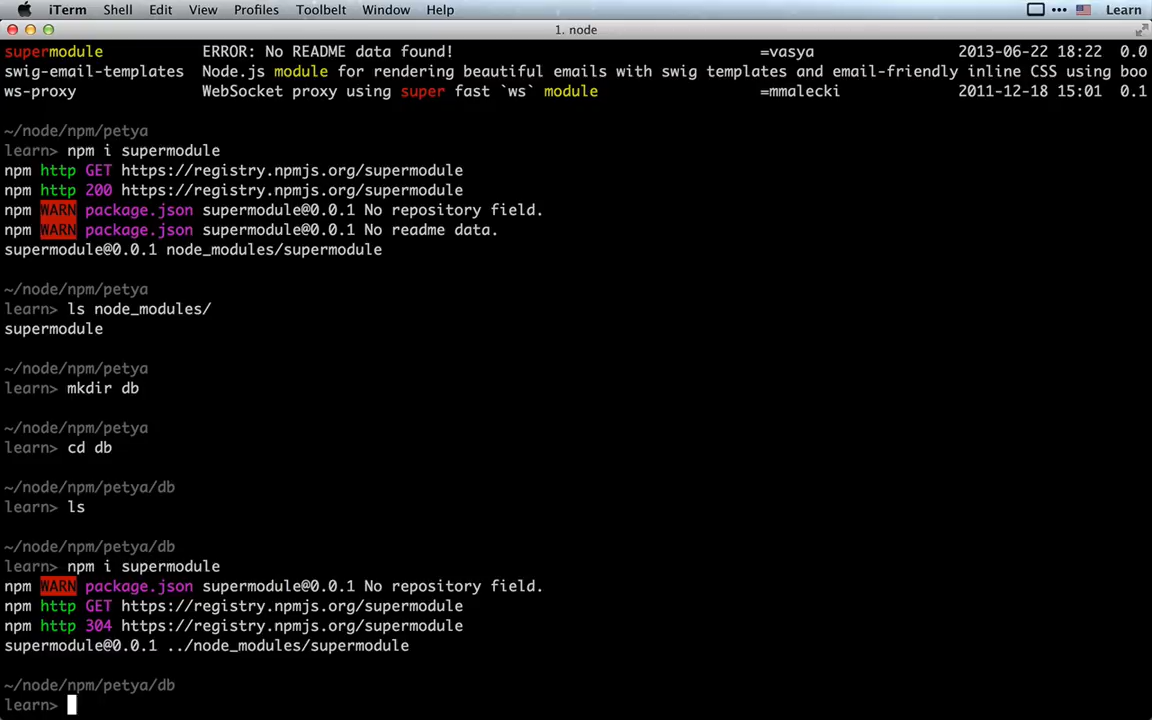 iTerm Shell Edit View Profiles Toolbelt Window Help Learn
1. node
supermodule ERROR: No README data found! =vasya 2013-06-22 18:22 0.0
swig-email-templates Node.js module for rendering beautiful emails with swig templates and email-friendly inline CSS using boo
ws-proxy WebSocket proxy using super fast `ws` module =mmalecki 2011-12-18 15:01 0.1
~/node/npm/petya
learn> npm i supermodule
npm http GET https://registry.npmjs.org/supermodule
npm http 200 https://registry.npmjs.org/supermodule
npm WARN package.json supermodule@0.0.1 No repository field.
npm WARN package.json supermodule@0.0.1 No readme data.
supermodule@0.0.1 node_modules/supermodule
~/node/npm/petya
learn> ls node_modules/
supermodule
~/node/npm/petya
learn> mkdir db
~/node/npm/petya
learn> cd db
~/node/npm/petya/db
learn> ls
~/node/npm/petya/db
learn> npm i supermodule
npm WARN package.json supermodule@0.0.1 No repository field.
npm http GET https://registry.npmjs.org/supermodule
npm http 304 https://registry.npmjs.org/supermodule
supermodule@0.0.1 ../node_modules/supermodule
~/node/npm/petya/db
learn>